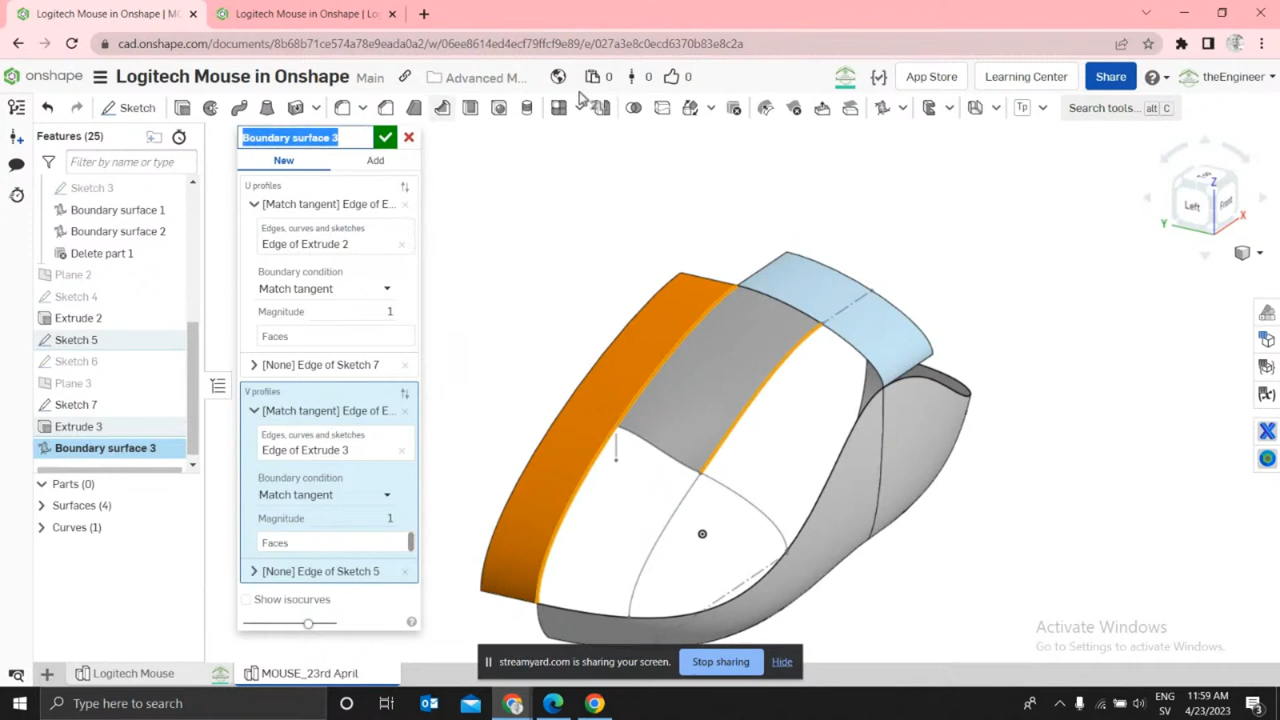 Logitech Mouse in Onshape | MO
Logitech Mouse in Onshape | Log
cad.onshape.com/documents/8b68b71ce574a78e9eada0a2/w/06ee8614ed4ecf79ffcf9e89/e/027a3e8c0ecd6370b83e8c2a
onshape
Logitech Mouse in Onshape
Main
Advanced M...
0
0
0
App Store
Learning Center
Share
theEngineer
Sketch
Search tools...
alt C
Features (25)
Filter by name or type
Sketch 3
Boundary surface 1
Boundary surface 2
Delete part 1
Plane 2
Sketch 4
Extrude 2
Sketch 5
Sketch 6
Plane 3
Sketch 7
Extrude 3
Boundary surface 3
Parts (0)
Surfaces (4)
Curves (1)
Boundary surface 3
New
Add
U profiles
[Match tangent] Edge of E...
Edges, curves and sketches
Edge of Extrude 2
Boundary condition
Match tangent
Magnitude
1
Faces
[None] Edge of Sketch 7
V profiles
[Match tangent] Edge of E...
Edges, curves and sketches
Edge of Extrude 3
Boundary condition
Match tangent
Magnitude
1
Faces
[None] Edge of Sketch 5
Show isocurves
Top
Z
Left
Front
Y
X
Activate Windows
Go to Settings to activate Windows.
streamyard.com is sharing your screen.
Stop sharing
Hide
Logitech Mouse
MOUSE_23rd April
Type here to search
ENG
SV
11:59 AM
4/23/2023
3